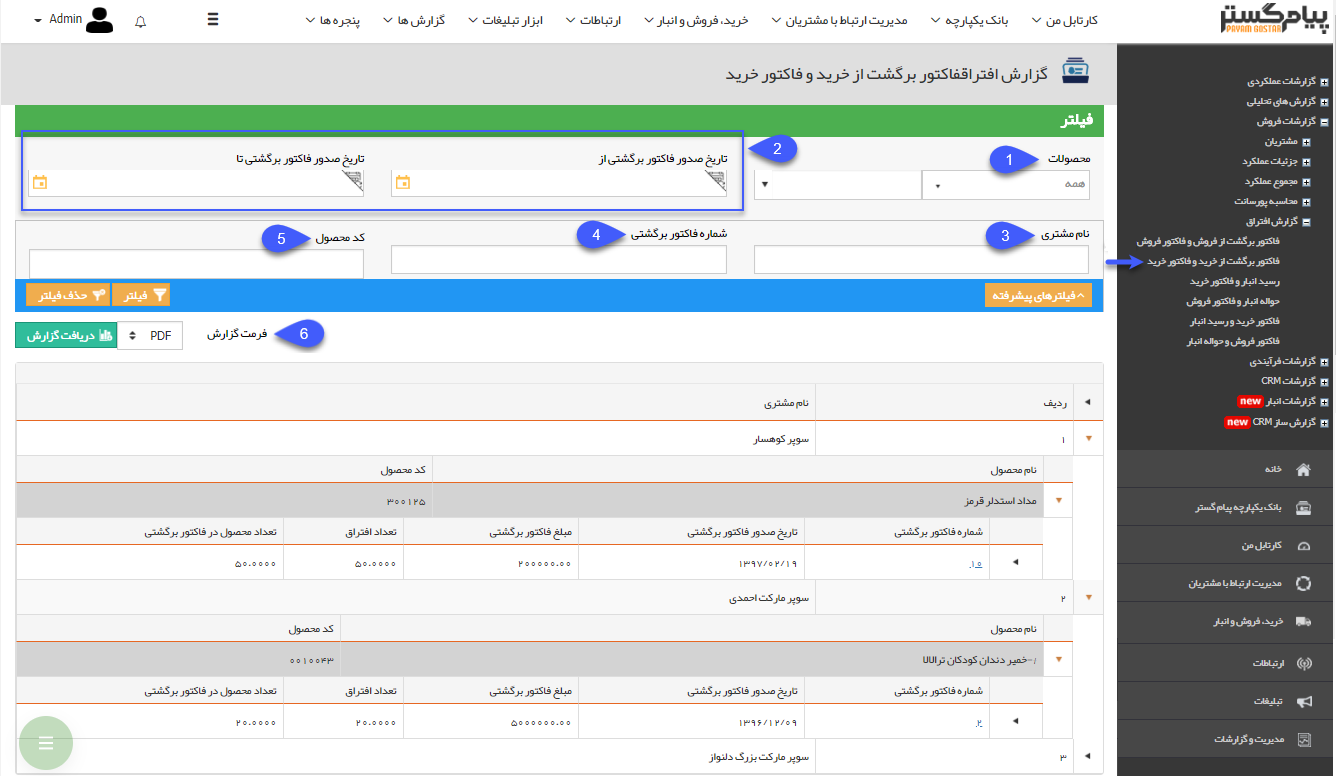 پیام‌گستر
PAYAM GOSTAR
کارتابل من
بانک یکپارچه
مدیریت ارتباط با مشتریان
خرید، فروش و انبار
ارتباطات
ابزار تبلیغات
گزارش ها
پنجره ها
Admin
گزارشات عملکردی
گزارش های تحلیلی
گزارشات فروش
مشتریان
جزئیات عملکرد
مجموع عملکرد
محاسبه پورسانت
گزارش افتراق
فاکتور برگشت از فروش و فاکتور فروش
فاکتور برگشت از خرید و فاکتور خرید
رسید انبار و فاکتور خرید
حواله انبار و فاکتور فروش
فاکتور خرید و رسید انبار
فاکتور فروش و حواله انبار
گزارشات فرآیندی
گزارشات CRM
گزارشات انبار new
گزارش ساز CRM new
خانه
بانک یکپارچه پیام گستر
کارتابل من
مدیریت ارتباط با مشتریان
خرید، فروش و انبار
ارتباطات
تبلیغات
مدیریت و گزارشات
گزارش افتراقفاکتور برگشت از خرید و فاکتور خرید
فیلتر
محصولات 1
همه
2
تاریخ صدور فاکتور برگشتی از
تاریخ صدور فاکتور برگشتی تا
نام مشتری 3
شماره فاکتور برگشتی 4
کد محصول 5
فیلترهای پیشرفته
فیلتر
حذف فیلتر
6 فرمت گزارش
PDF
دریافت گزارش
ردیف نام مشتری
۱ سوپر کوهسار
نام محصول کد محصول
مداد استدلر قرمز ۳۰۰۱۲۵
شماره فاکتور برگشتی تاریخ صدور فاکتور برگشتی مبلغ فاکتور برگشتی تعداد افتراق تعداد محصول در فاکتور برگشتی
۱۰ ۱۳۹۷/۰۲/۱۹ ۲۰۰۰۰۰.۰۰ ۵۰.۰۰۰۰ ۵۰.۰۰۰۰
۲ سوپر مارکت احمدی
نام محصول کد محصول
/-خمیر دندان کودکان ترالالا ۰۰۱۰۰۴۳
شماره فاکتور برگشتی تاریخ صدور فاکتور برگشتی مبلغ فاکتور برگشتی تعداد افتراق تعداد محصول در فاکتور برگشتی
۲ ۱۳۹۶/۱۲/۰۹ ۵۰۰۰۰۰۰.۰۰ ۲۰.۰۰۰۰ ۲۰.۰۰۰۰
۳ سوپر مارکت بزرگ دلنواز